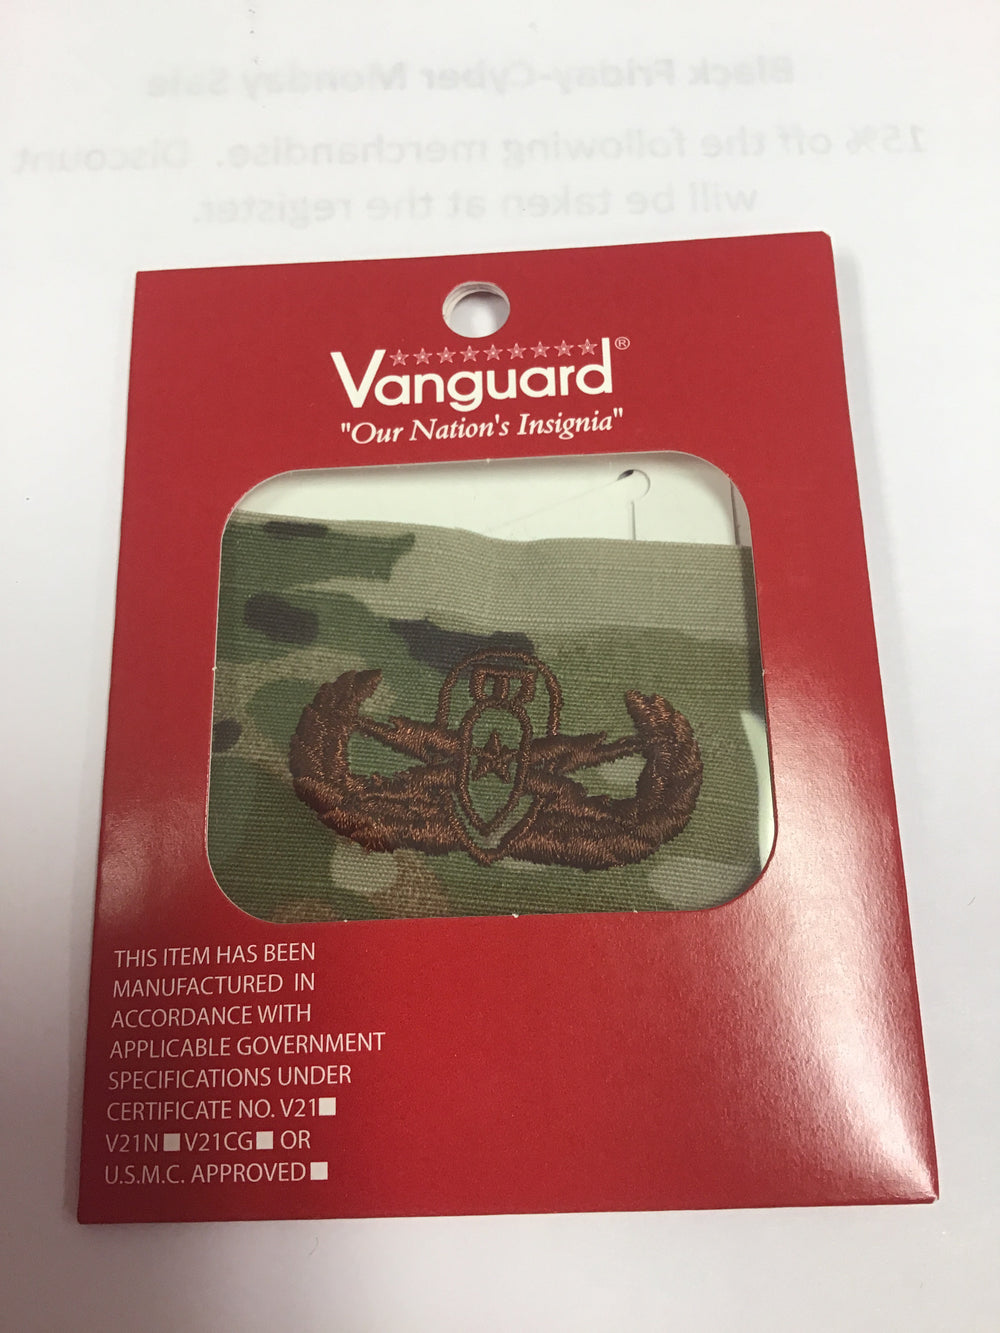 Black Friday-Cyber Monday Sale
15% off the following merchandise. Discount
will be taken at the register.
Vanguard®
"Our Nation's Insignia"
THIS ITEM HAS BEEN
MANUFACTURED IN
ACCORDANCE WITH
APPLICABLE GOVERNMENT
SPECIFICATIONS UNDER
CERTIFICATE NO. V21■
V21N■V21CG■ OR
U.S.M.C. APPROVED■